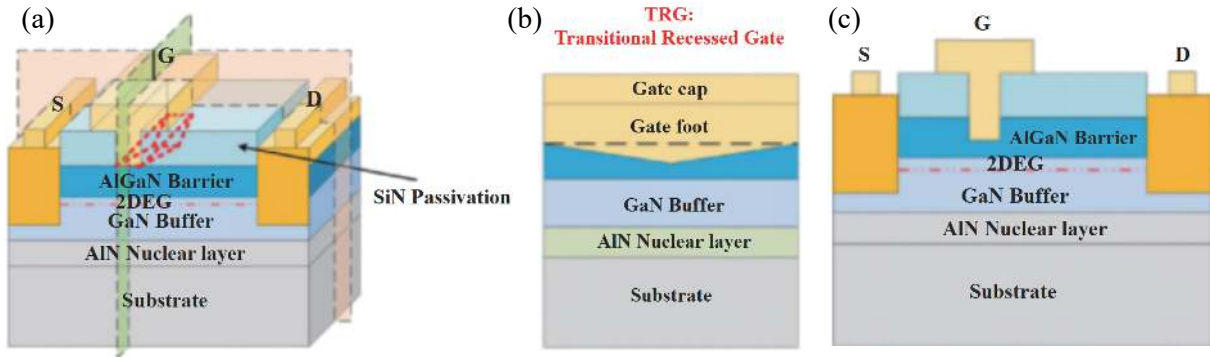 (a)
G
S
D
AlGaN Barrier
2DEG
GaN Buffer
AlN Nuclear layer
Substrate
SiN Passivation
(b)
TRG:
Transitional Recessed Gate
Gate cap
Gate foot
GaN Buffer
AlN Nuclear layer
Substrate
(c)
G
S
D
AlGaN Barrier
2DEG
GaN Buffer
AlN Nuclear layer
Substrate